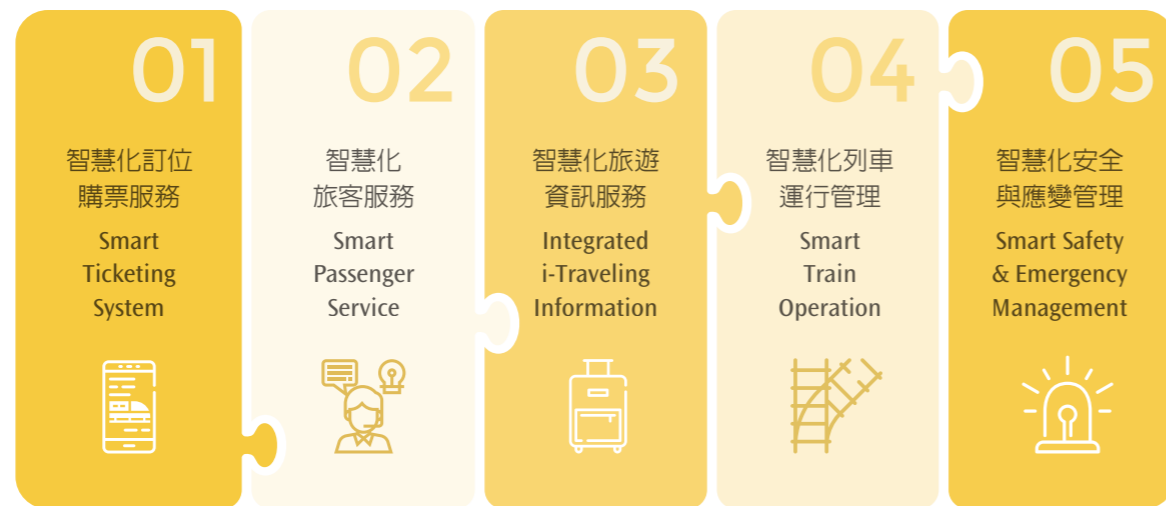 01
智慧化訂位
購票服務
Smart
Ticketing
System
02
智慧化
旅客服務
Smart
Passenger
Service
03
智慧化旅遊
資訊服務
Integrated
i-Traveling
Information
04
智慧化列車
運行管理
Smart
Train
Operation
05
智慧化安全
與應變管理
Smart Safety
& Emergency
Management